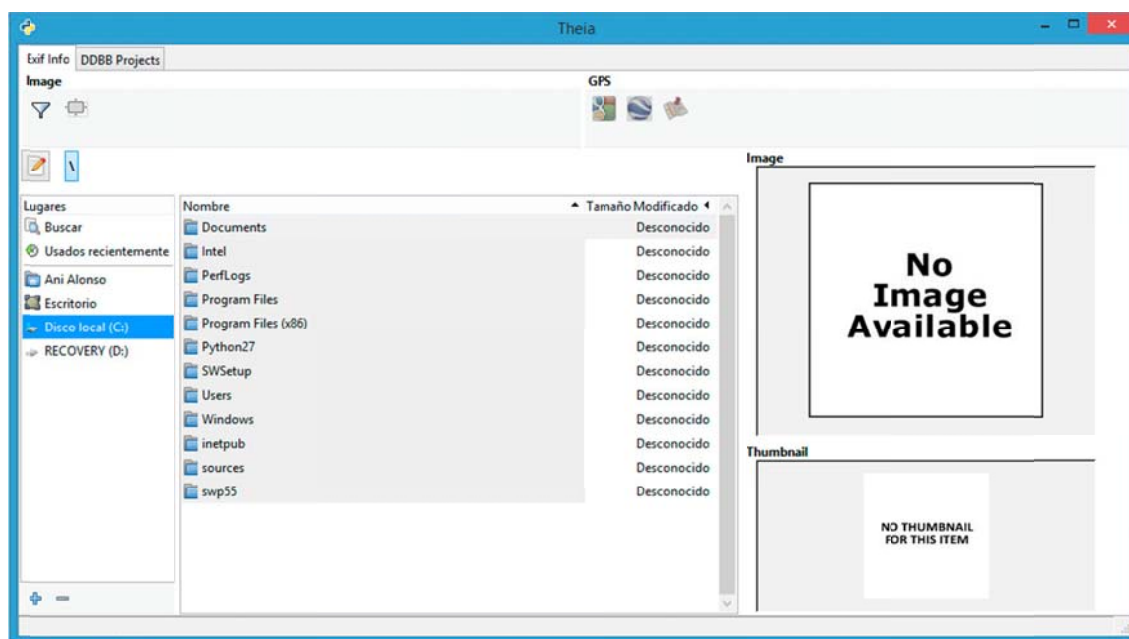 Theia
Exif Info DDBB Projects
Image GPS
\
Image
Lugares
Buscar
Usados recientemente
Ani Alonso
Escritorio
Disco local (C:)
RECOVERY (D:)
Nombre Tamaño Modificado
Documents Desconocido
Intel Desconocido
PerfLogs Desconocido
Program Files Desconocido
Program Files (x86) Desconocido
Python27 Desconocido
SWSetup Desconocido
Users Desconocido
Windows Desconocido
inetpub Desconocido
sources Desconocido
swp55 Desconocido
No
Image
Available
Thumbnail
NO THUMBNAIL
FOR THIS ITEM